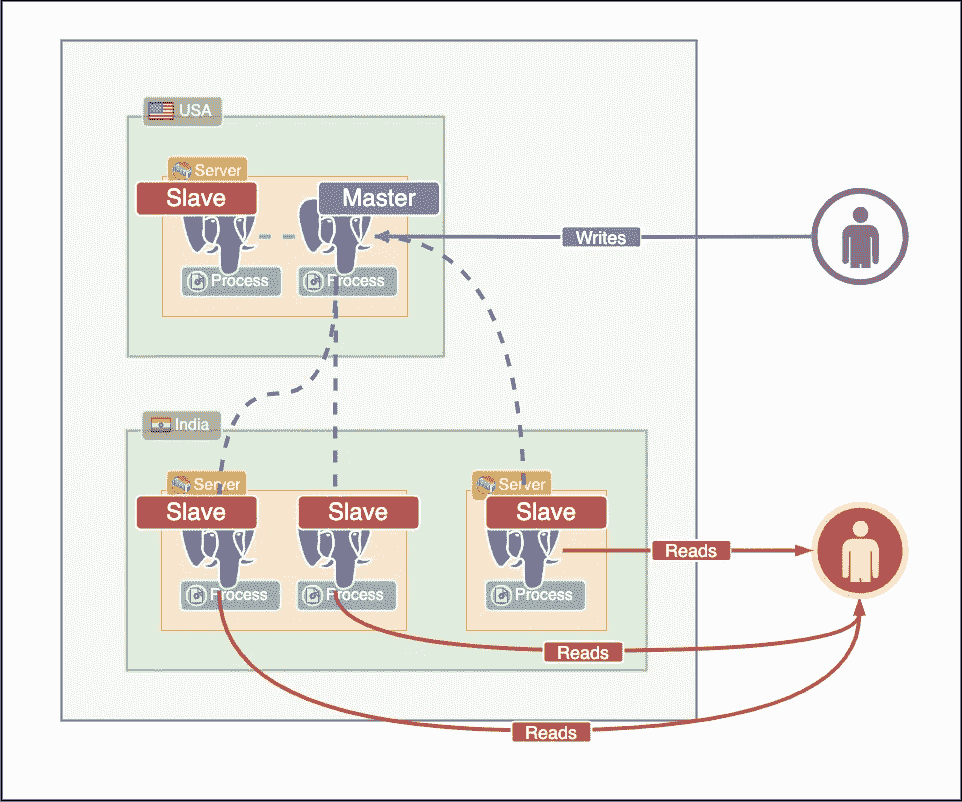 USA
Server
Slave
Master
Writes
Process
Process
India
Server
Server
Slave
Slave
Slave
Reads
Process
Process
Process
Reads
Reads